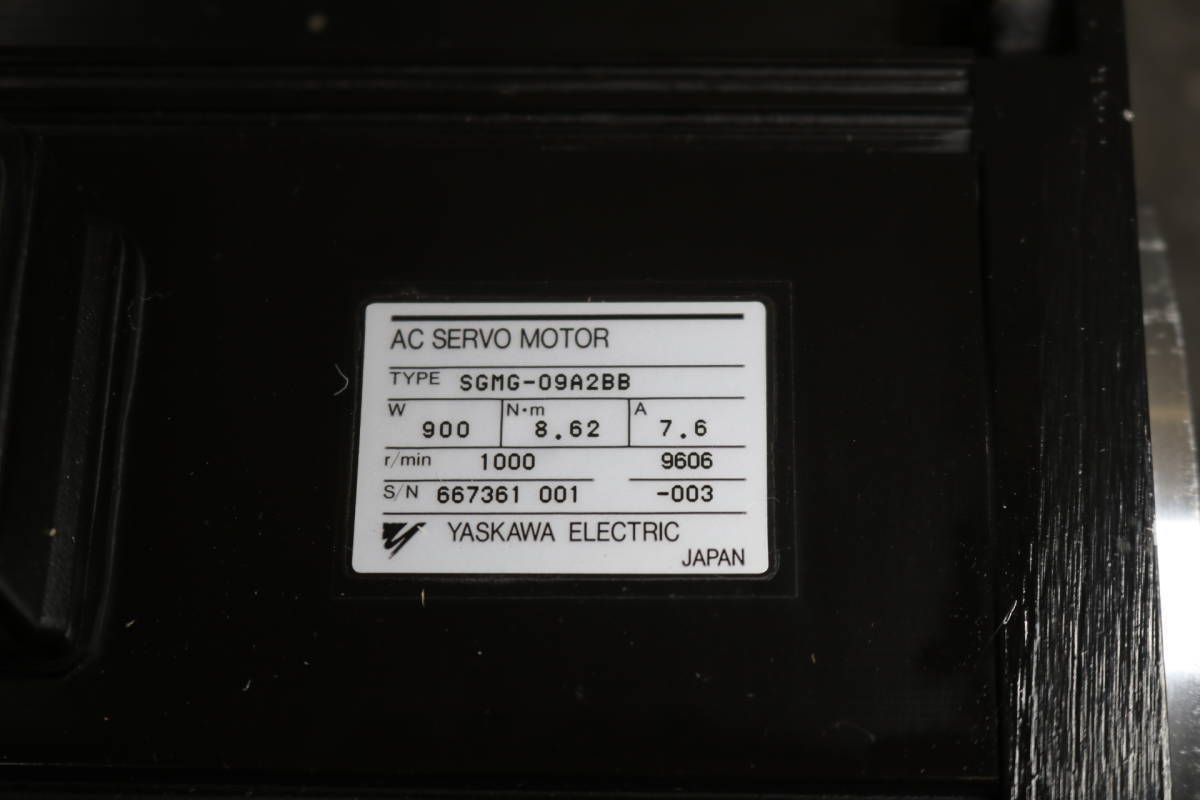 AC SERVO MOTOR
TYPE SGMG-09A2BB
W 900 N·m 8.62 A 7.6
r/min 1000 9606
S/N 667361 001 -003
YASKAWA ELECTRIC
JAPAN